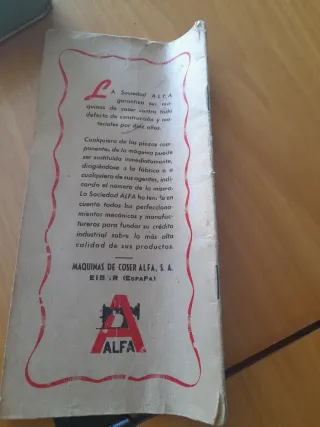 LA Sociedad ALFA
garantiza sus má-
quinas de coser contra todo
defecto de construcción y ma-
teriales por diez años.
Cualquiera de las piezas com-
ponentes de la máquina puede
ser sustituida inmediatamente,
dirigiéndose a la fábrica o a
cualquiera de sus agentes, indi-
cando el número de la misma.
La Sociedad ALFA ha tenido en
cuenta todos los perfecciona-
mientos mecánicos y manufac-
tureros para fundar su crédito
industrial sobre la más alta
calidad de sus productos.
MAQUINAS DE COSER ALFA, S. A.
EIBAR (ESPAÑA)
ALFA